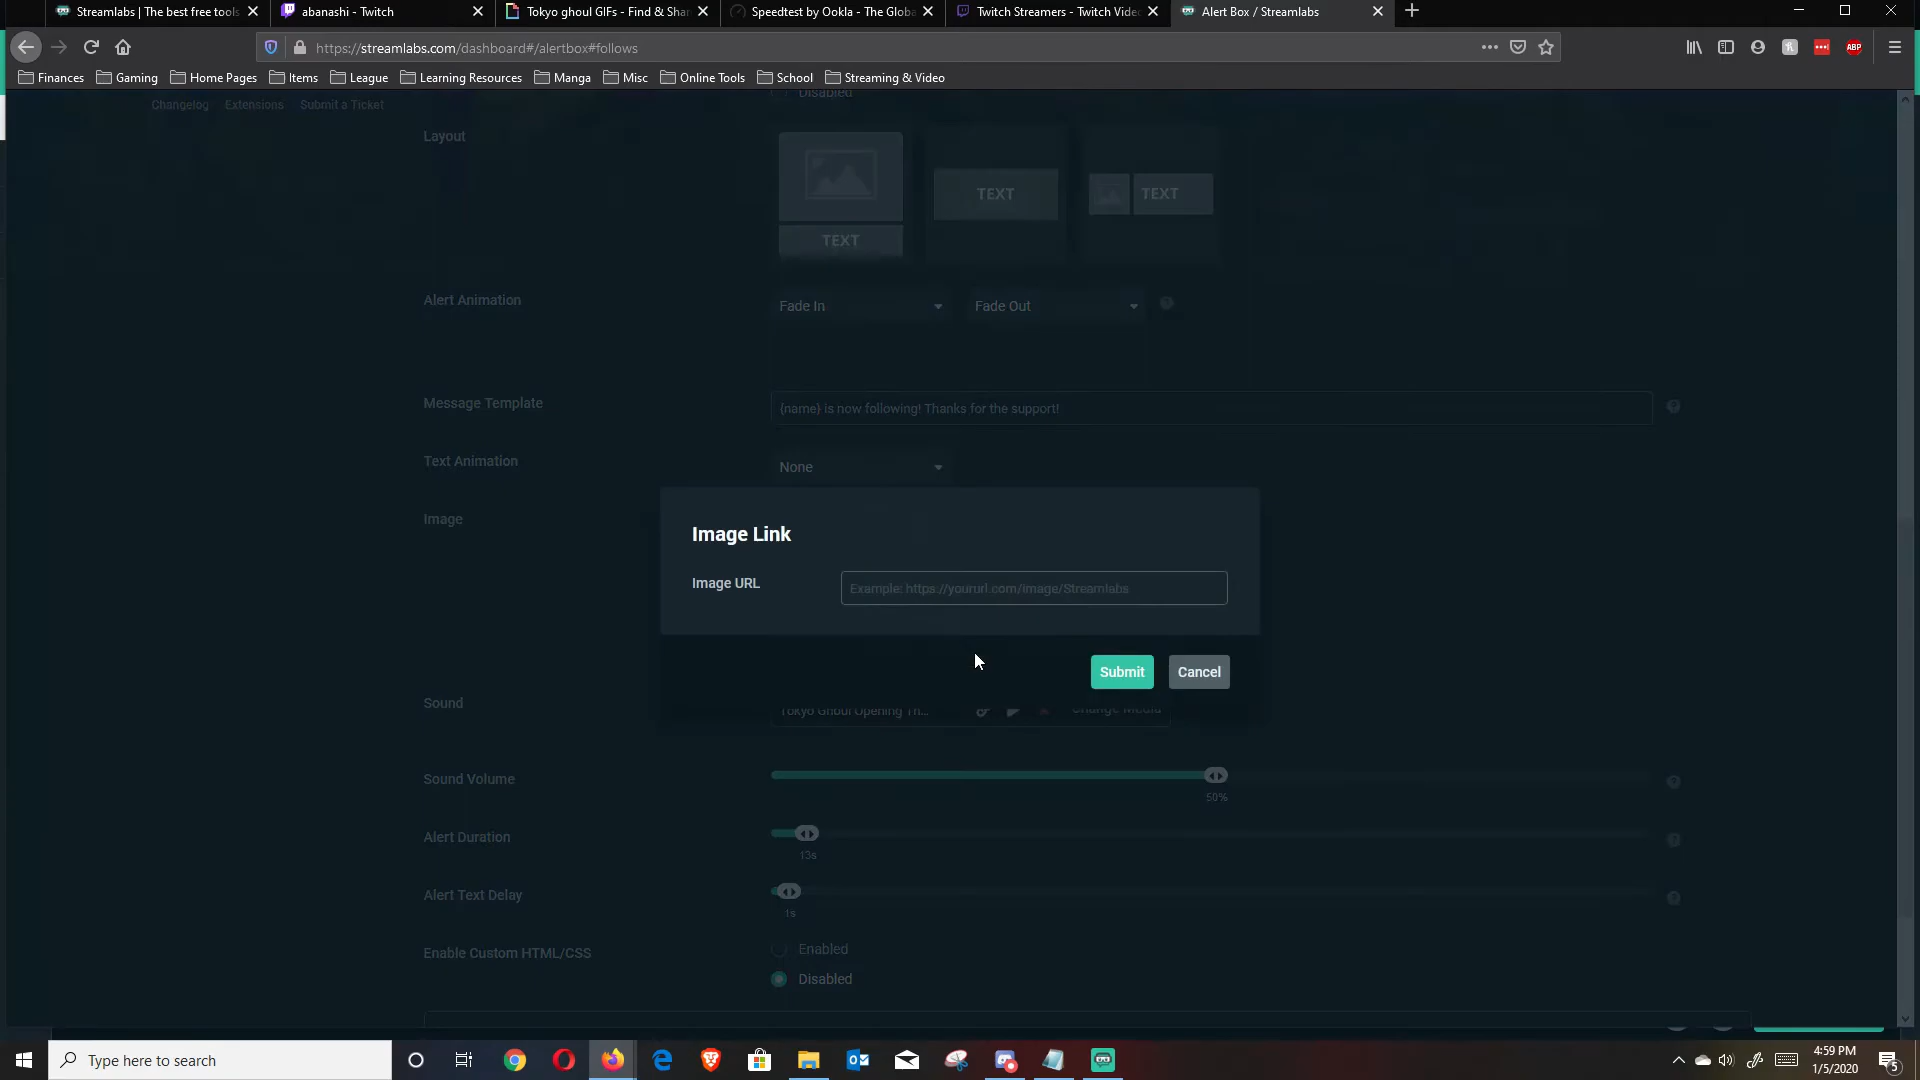 Streamlabs | The best free tools
abanashi - Twitch
Tokyo ghoul GIFs - Find & Shar
Speedtest by Ookla - The Globa
Twitch Streamers - Twitch Vide
Alert Box / Streamlabs
https://streamlabs.com/dashboard#/alertbox#follows
ABP
Finances
Gaming
Home Pages
Items
League
Learning Resources
Manga
Misc
Online Tools
School
Streaming & Video
Changelog
Extensions
Submit a Ticket
Disabled
Layout
TEXT
TEXT
TEXT
Alert Animation
Fade In
Fade Out
Message Template
{name} is now following! Thanks for the support!
Text Animation
None
Image
Image Link
Image URL
Example: https://yoururl.com/image/Streamlabs
Submit
Cancel
Sound
Tokyo Ghoul Opening Th...
Change Media
Sound Volume
50%
Alert Duration
13s
Alert Text Delay
1s
Enable Custom HTML/CSS
Enabled
Disabled
Type here to search
4:59 PM
1/5/2020
5